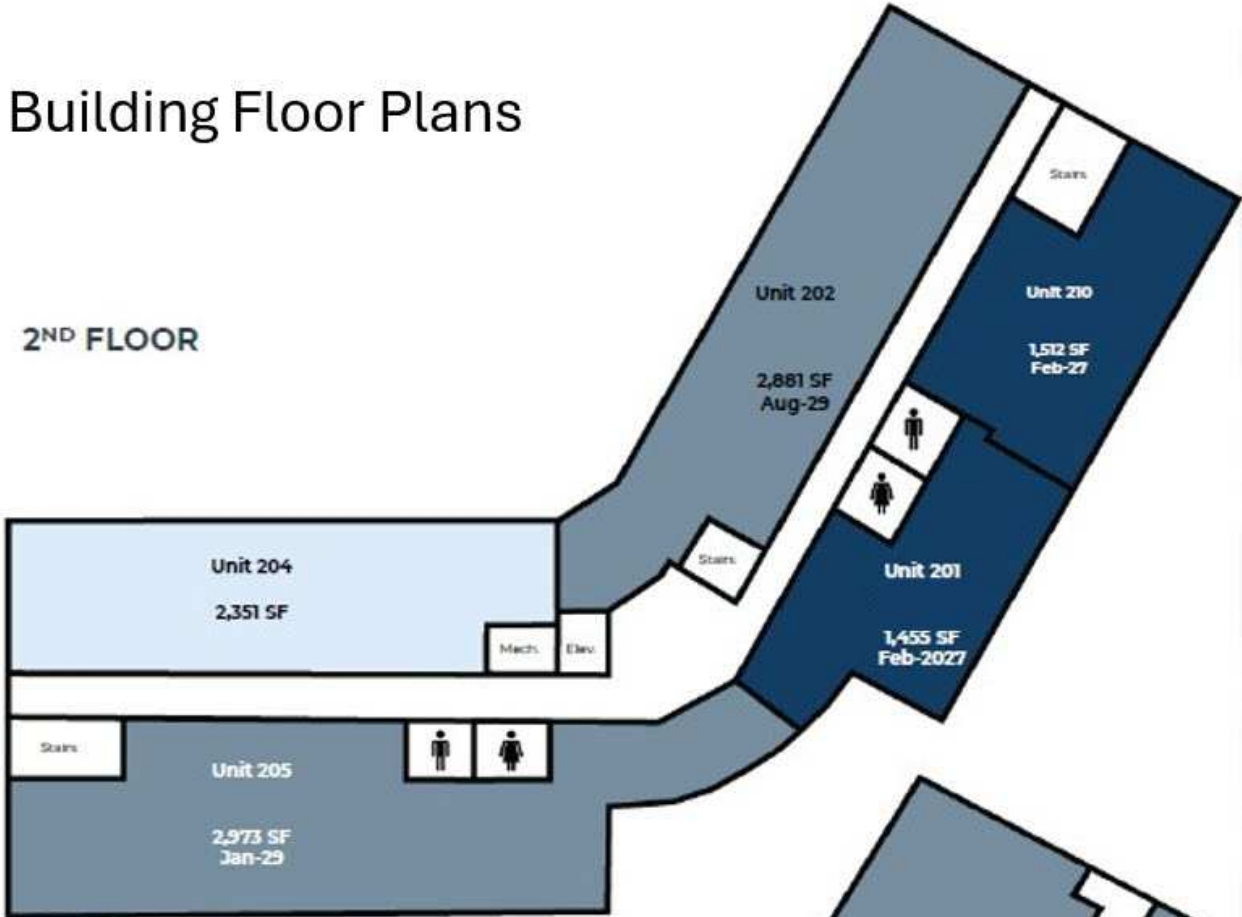 Building Floor Plans
2ND FLOOR
Stairs
Unit 202
2,881 SF
Aug-29
Unit 210
1,512 SF
Feb-27
Unit 204
2,351 SF
Mech.
Elev.
Stairs
Unit 201
1,455 SF
Feb-2027
Stairs
Unit 205
2,973 SF
Jan-29